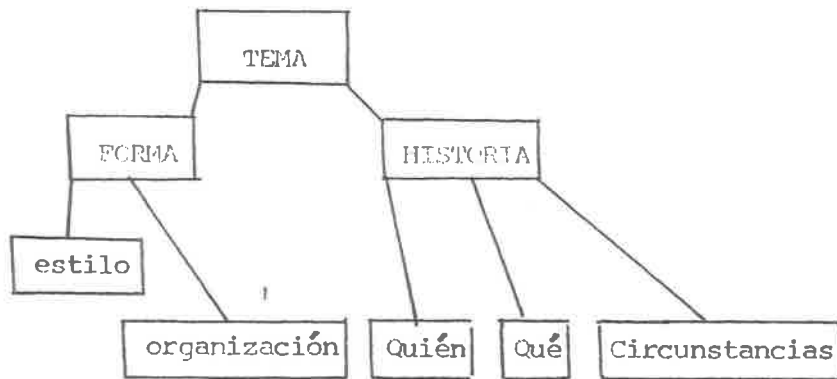 TEMA
FORMA HISTORIA
estilo
organización Quién Qué Circunstancias